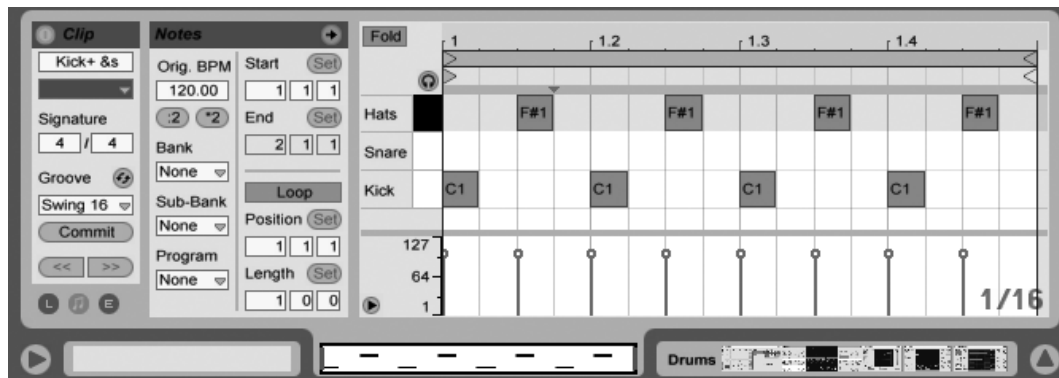 Clip
Kick+ &s
Signature
4 / 4
Groove
Swing 16
Commit
<< >>
L E
Notes
Orig. BPM
120.00
:2 *2
Bank
None
Sub-Bank
None
Program
None
Start Set
1 1 1
End Set
2 1 1
Loop
Position Set
1 1 1
Length Set
1 0 0
Fold
1 1.2 1.3 1.4
Hats F#1 F#1 F#1 F#1
Snare
Kick C1 C1 C1 C1
127
64
1
1/16
Drums